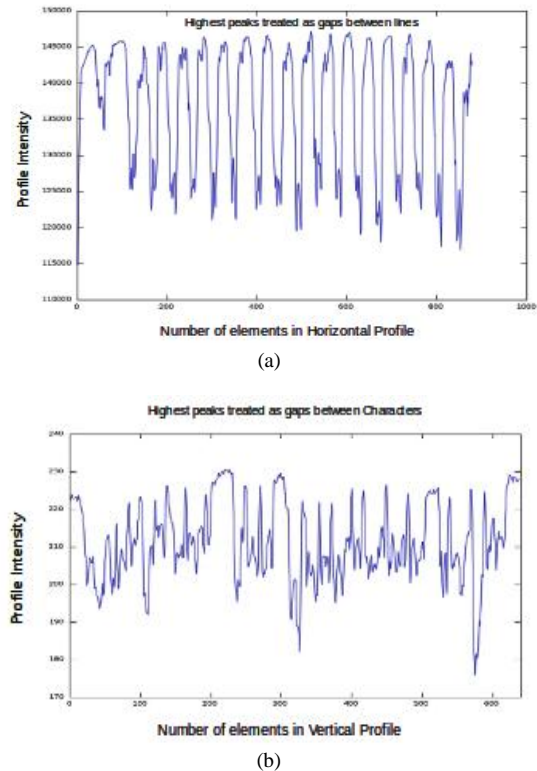 Highest peaks treated as gaps between lines
150000
145000
140000
135000
130000
125000
120000
115000
110000
Profile Intensity
0 200 400 600 800 1000
Number of elements in Horizontal Profile
(a)
Highest peaks treated as gaps between Characters
240
230
220
210
200
190
180
170
Profile Intensity
0 100 200 300 400 500 600
Number of elements in Vertical Profile
(b)